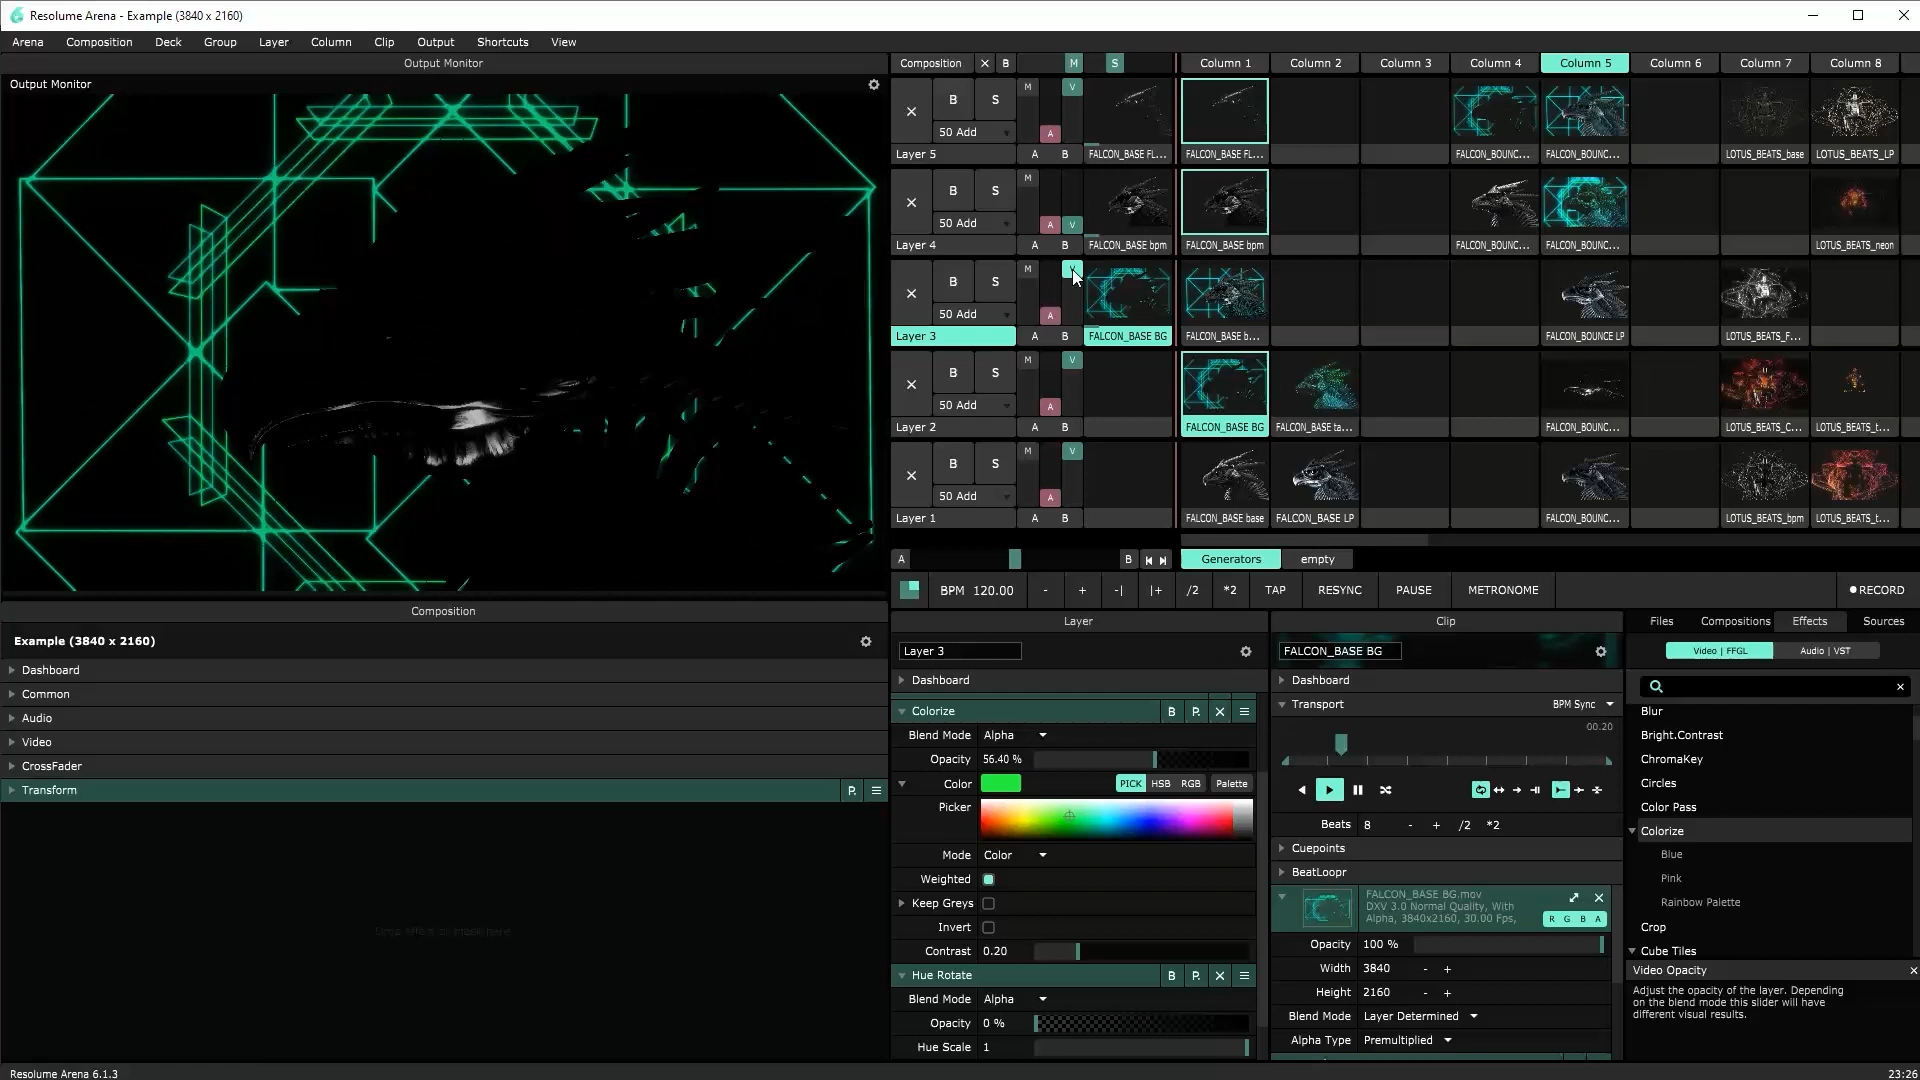 Resolume Arena - Example (3840 x 2160)
Arena Composition Deck Group Layer Column Clip Output Shortcuts View
Output Monitor
Output Monitor
Composition B M S Column 1 Column 2 Column 3 Column 4 Column 5 Column 6 Column 7 Column 8
B S M V
50 Add A
Layer 5 A B FALCON_BASE FL... FALCON_BASE FL... FALCON_BOUNC... FALCON_BOUNC... LOTUS_BEATS_base LOTUS_BEATS_LP
B S M
50 Add A V
Layer 4 A B FALCON_BASE bpm FALCON_BASE bpm FALCON_BOUNC... FALCON_BOUNC... LOTUS_BEATS_neon
B S M V
50 Add A
Layer 3 A B FALCON_BASE BG FALCON_BASE b... FALCON_BOUNCE LP LOTUS_BEATS_F...
B S M V
50 Add A
Layer 2 A B FALCON_BASE BG FALCON_BASE ta... FALCON_BOUNC... LOTUS_BEATS_C... LOTUS_BEATS_t...
B S M V
50 Add A
Layer 1 A B FALCON_BASE base FALCON_BASE LP FALCON_BOUNC... LOTUS_BEATS_bpm LOTUS_BEATS_t...
A B Generators empty
BPM 120.00 - + -| |+ /2 *2 TAP RESYNC PAUSE METRONOME RECORD
Composition
Example (3840 x 2160)
Dashboard
Common
Audio
Video
CrossFader
Transform P.
Drop effect or mask here
Layer
Layer 3
Dashboard
Colorize B P. X
Blend Mode Alpha
Opacity 56.40 %
Color PICK HSB RGB Palette
Picker
Mode Color
Weighted
Keep Greys
Invert
Contrast 0.20
Hue Rotate B P. X
Blend Mode Alpha
Opacity 0 %
Hue Scale 1
Clip
FALCON_BASE BG
Dashboard
Transport BPM Sync
00.20
Beats 8 - + /2 *2
Cuepoints
BeatLoopr
FALCON_BASE BG.mov
DXV 3.0 Normal Quality, With
Alpha, 3840x2160, 30.00 Fps,
R G B A
Opacity 100 %
Width 3840 - +
Height 2160 - +
Blend Mode Layer Determined
Alpha Type Premultiplied
Files Compositions Effects Sources
Video | FFGL Audio | VST
Blur
Bright.Contrast
ChromaKey
Circles
Color Pass
Colorize
Blue
Pink
Rainbow Palette
Crop
Cube Tiles
Video Opacity
Adjust the opacity of the layer. Depending
on the blend mode this slider will have
different visual results.
Resolume Arena 6.1.3 23:26